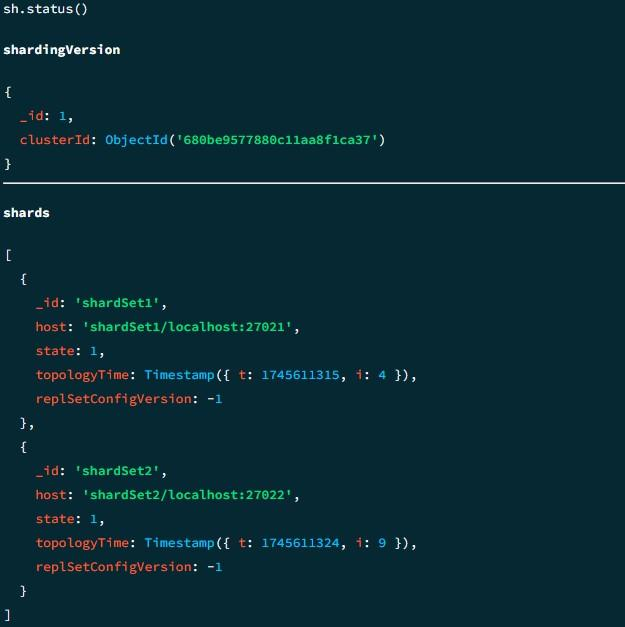 sh.status()
shardingVersion
{
  _id: 1,
  clusterId: ObjectId('680be9577880c11aa8f1ca37')
}
shards
[
  {
    _id: 'shardSet1',
    host: 'shardSet1/localhost:27021',
    state: 1,
    topologyTime: Timestamp({ t: 1745611315, i: 4 }),
    replSetConfigVersion: -1
  },
  {
    _id: 'shardSet2',
    host: 'shardSet2/localhost:27022',
    state: 1,
    topologyTime: Timestamp({ t: 1745611324, i: 9 }),
    replSetConfigVersion: -1
  }
]